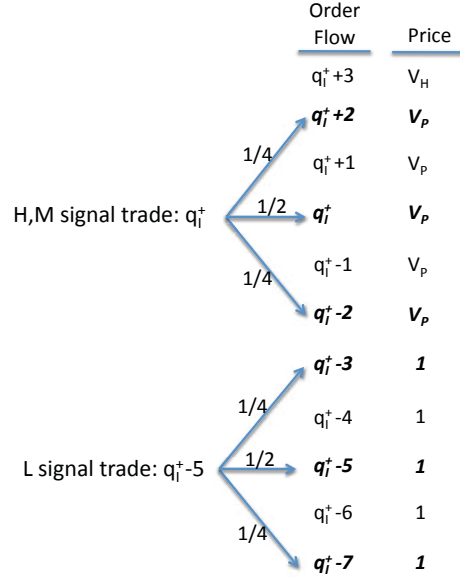 Order
Flow Price
q_I^+ +3 V_H
q_I^+ +2 V_P
1/4
q_I^+ +1 V_P
H,M signal trade: q_I^+ 1/2 q_I^+ V_P
q_I^+ -1 V_P
1/4
q_I^+ -2 V_P
q_I^+ -3 1
1/4
q_I^+ -4 1
L signal trade: q_I^+ -5 1/2 q_I^+ -5 1
q_I^+ -6 1
1/4
q_I^+ -7 1